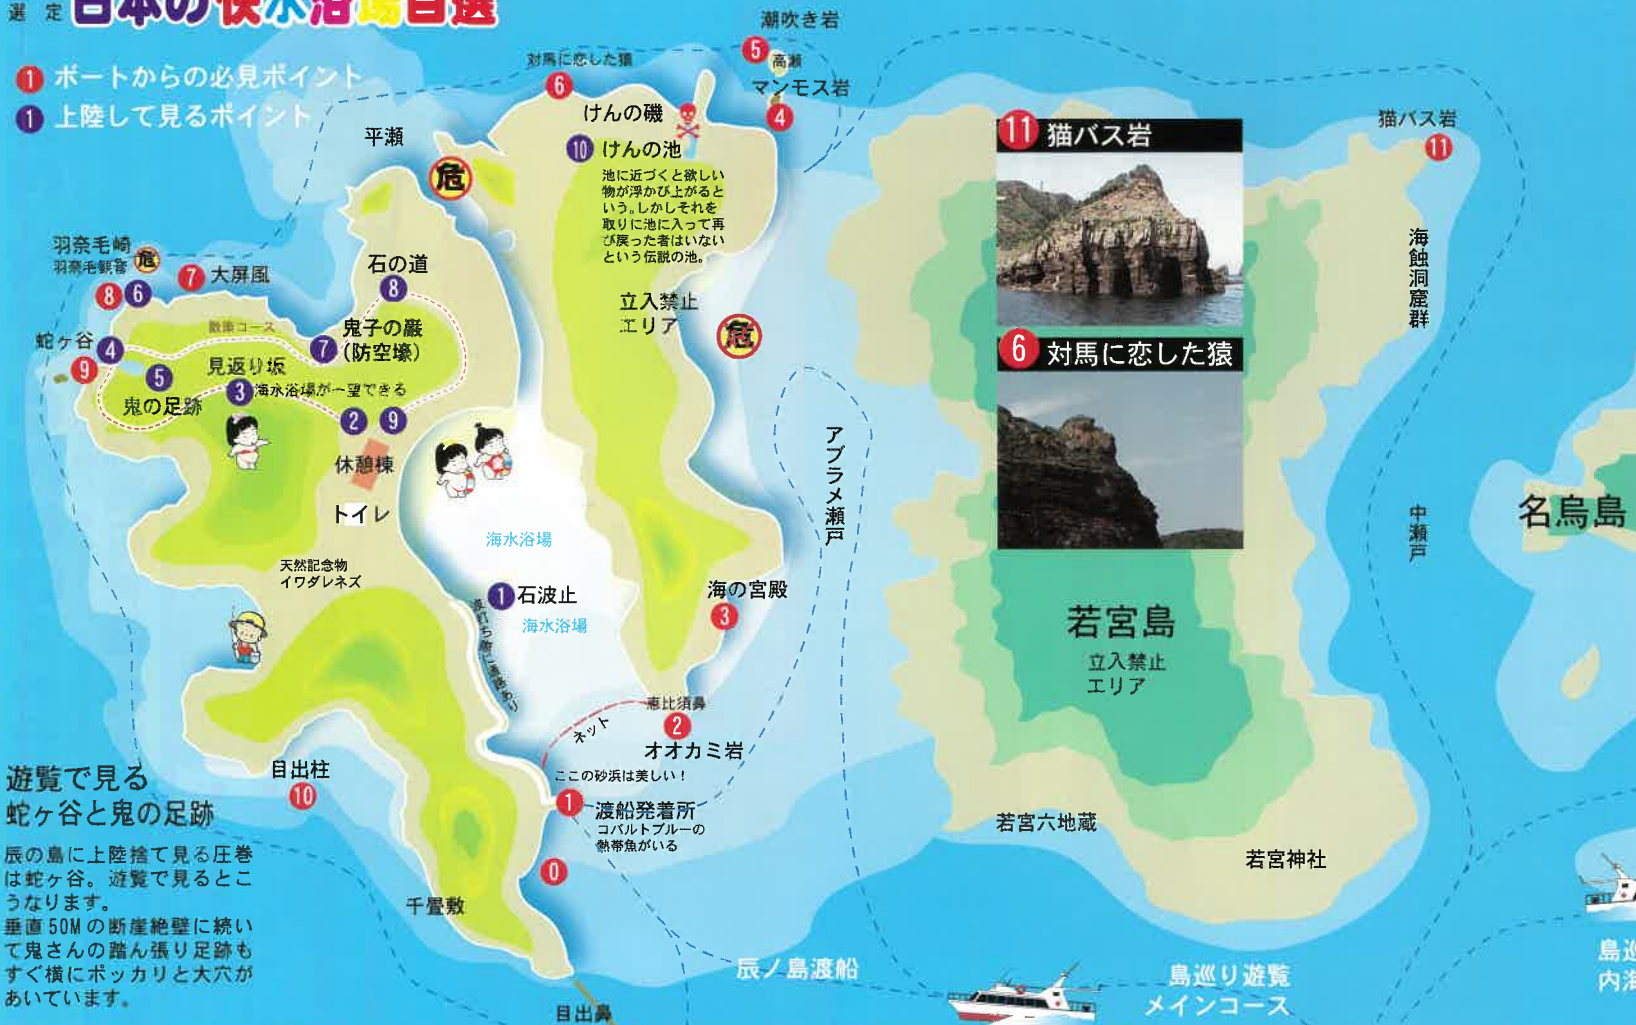 選定 日本の快水浴場百選
1 ボートからの必見ポイント
1 上陸して見るポイント
潮吹き岩
5
高瀬
マンモス岩
4
対馬に恋した猿
6
けんの磯
10 けんの池
池に近づくと欲しい
物が浮かび上がると
いう。しかしそれを
取りに池に入って再
び戻った者はいない
という伝説の池。
平瀬
危
立入禁止
エリア
危
羽奈毛崎
羽奈毛観音
危
8 6
7 大屏風
石の道
8
散策コース
鬼子の巌
7 (防空壕)
蛇ヶ谷 4
9
5
鬼の足跡
見返り坂
3 海水浴場が一望できる
2 9
休憩棟
トイレ
天然記念物
イワダレネズ
海水浴場
1 石波止
海水浴場
海の宮殿
3
恵比須鼻
2
オオカミ岩
ネット
ここの砂浜は美しい！
1 渡船発着所
コバルトブルーの
熱帯魚がいる
0
目出柱
10
千畳敷
目出鼻
遊覧で見る
蛇ヶ谷と鬼の足跡
辰の島に上陸捨て見る圧巻
は蛇ヶ谷。遊覧で見るとこ
うなります。
垂直50Mの断崖絶壁に続い
て鬼さんの踏ん張り足跡も
すぐ横にポッカリと大穴が
あいています。
アブラメ瀬戸
11 猫バス岩
6 対馬に恋した猿
猫バス岩
11
海蝕洞窟群
中瀬戸
名烏島
若宮島
立入禁止
エリア
若宮六地蔵
若宮神社
辰ノ島渡船
島巡り遊覧
メインコース
島巡
内海